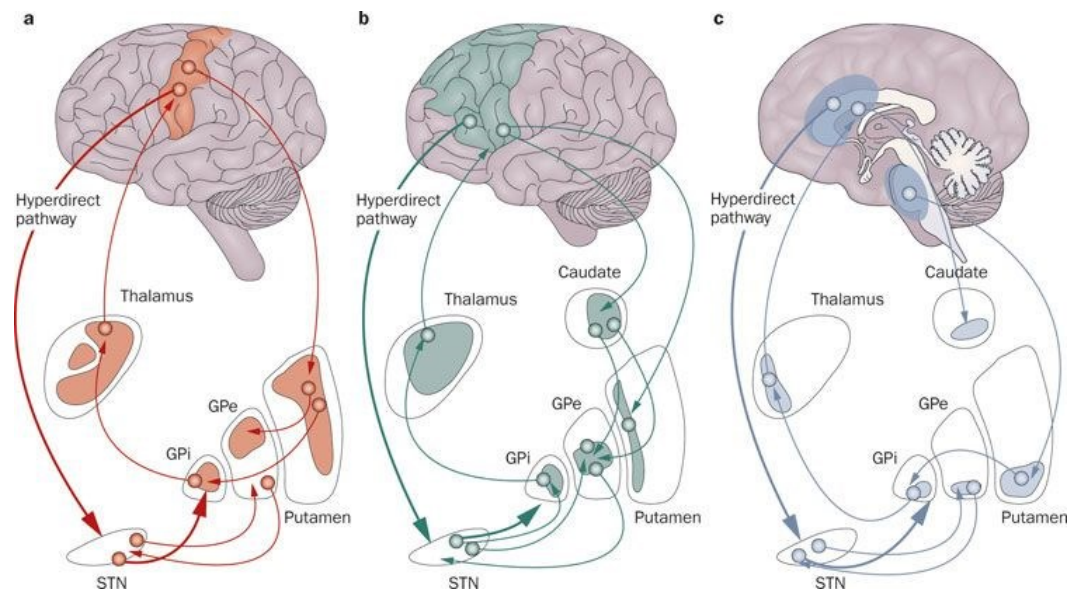 a
Hyperdirect
pathway
Thalamus
GPe
GPi
Putamen
STN
b
Hyperdirect
pathway
Caudate
Thalamus
GPe
GPi
Putamen
STN
c
Hyperdirect
pathway
Caudate
Thalamus
GPe
GPi
Putamen
STN